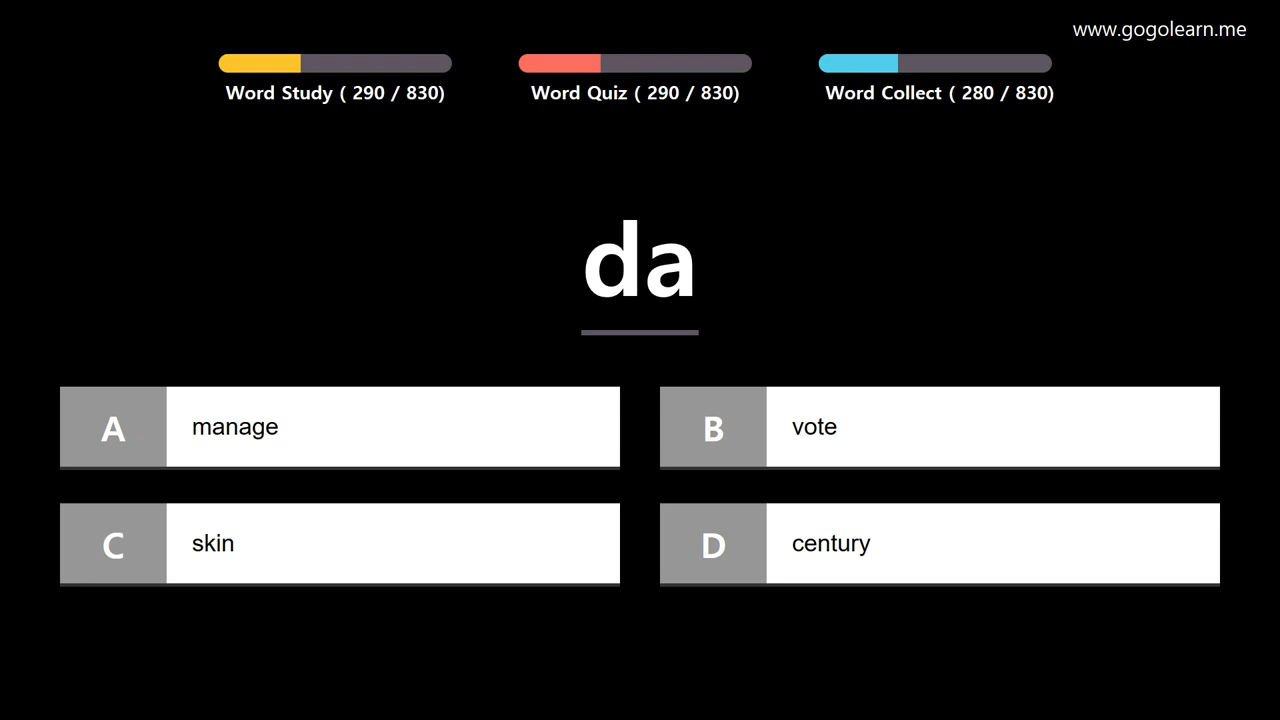 www.gogolearn.me
Word Study ( 290 / 830)
Word Quiz ( 290 / 830)
Word Collect ( 280 / 830)
da
A manage
B vote
C skin
D century